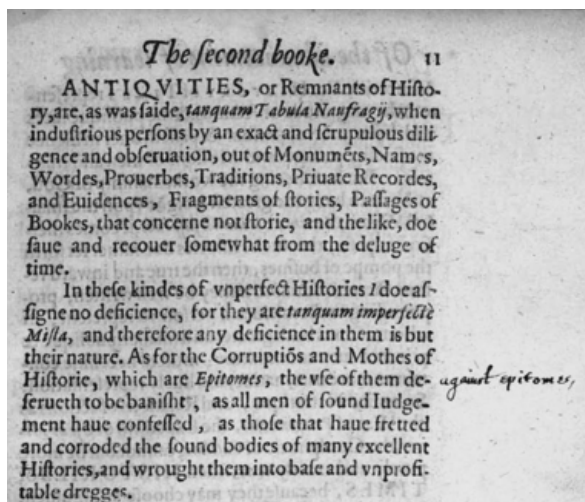 The ſecond booke. 11
ANTIQVITIES, or Remnants of Hiſto-
ry, are, as was ſaide, tanquam Tabula Naufragij, when
induſtrious perſons by an exact and ſcrupulous dili
gence and obſeruation, out of Monumẽts, Names,
Wordes, Prouerbes, Traditions, Priuate Recordes,
and Euidences, Fragments of ſtories, Paſſages of
Bookes, that concerne not ſtorie, and the like, doe
ſaue and recouer ſomewhat from the deluge of
time.
In theſe kindes of vnperfect Hiſtories I doe aſ-
ſigne no deficience, for they are tanquam imperfectè
Miſta, and therefore any deficience in them is but
their nature. As for the Corruptiõs and Mothes of
Hiſtorie, which are Epitomes, the vſe of them de-
ſerueth to be baniſht, as all men of ſound Iudge-
ment haue confeſſed, as thoſe that haue fretted
and corroded the ſound bodies of many excellent
Hiſtories, and wrought them into baſe and vnprofi-
table dregges.
againſt epitomes,